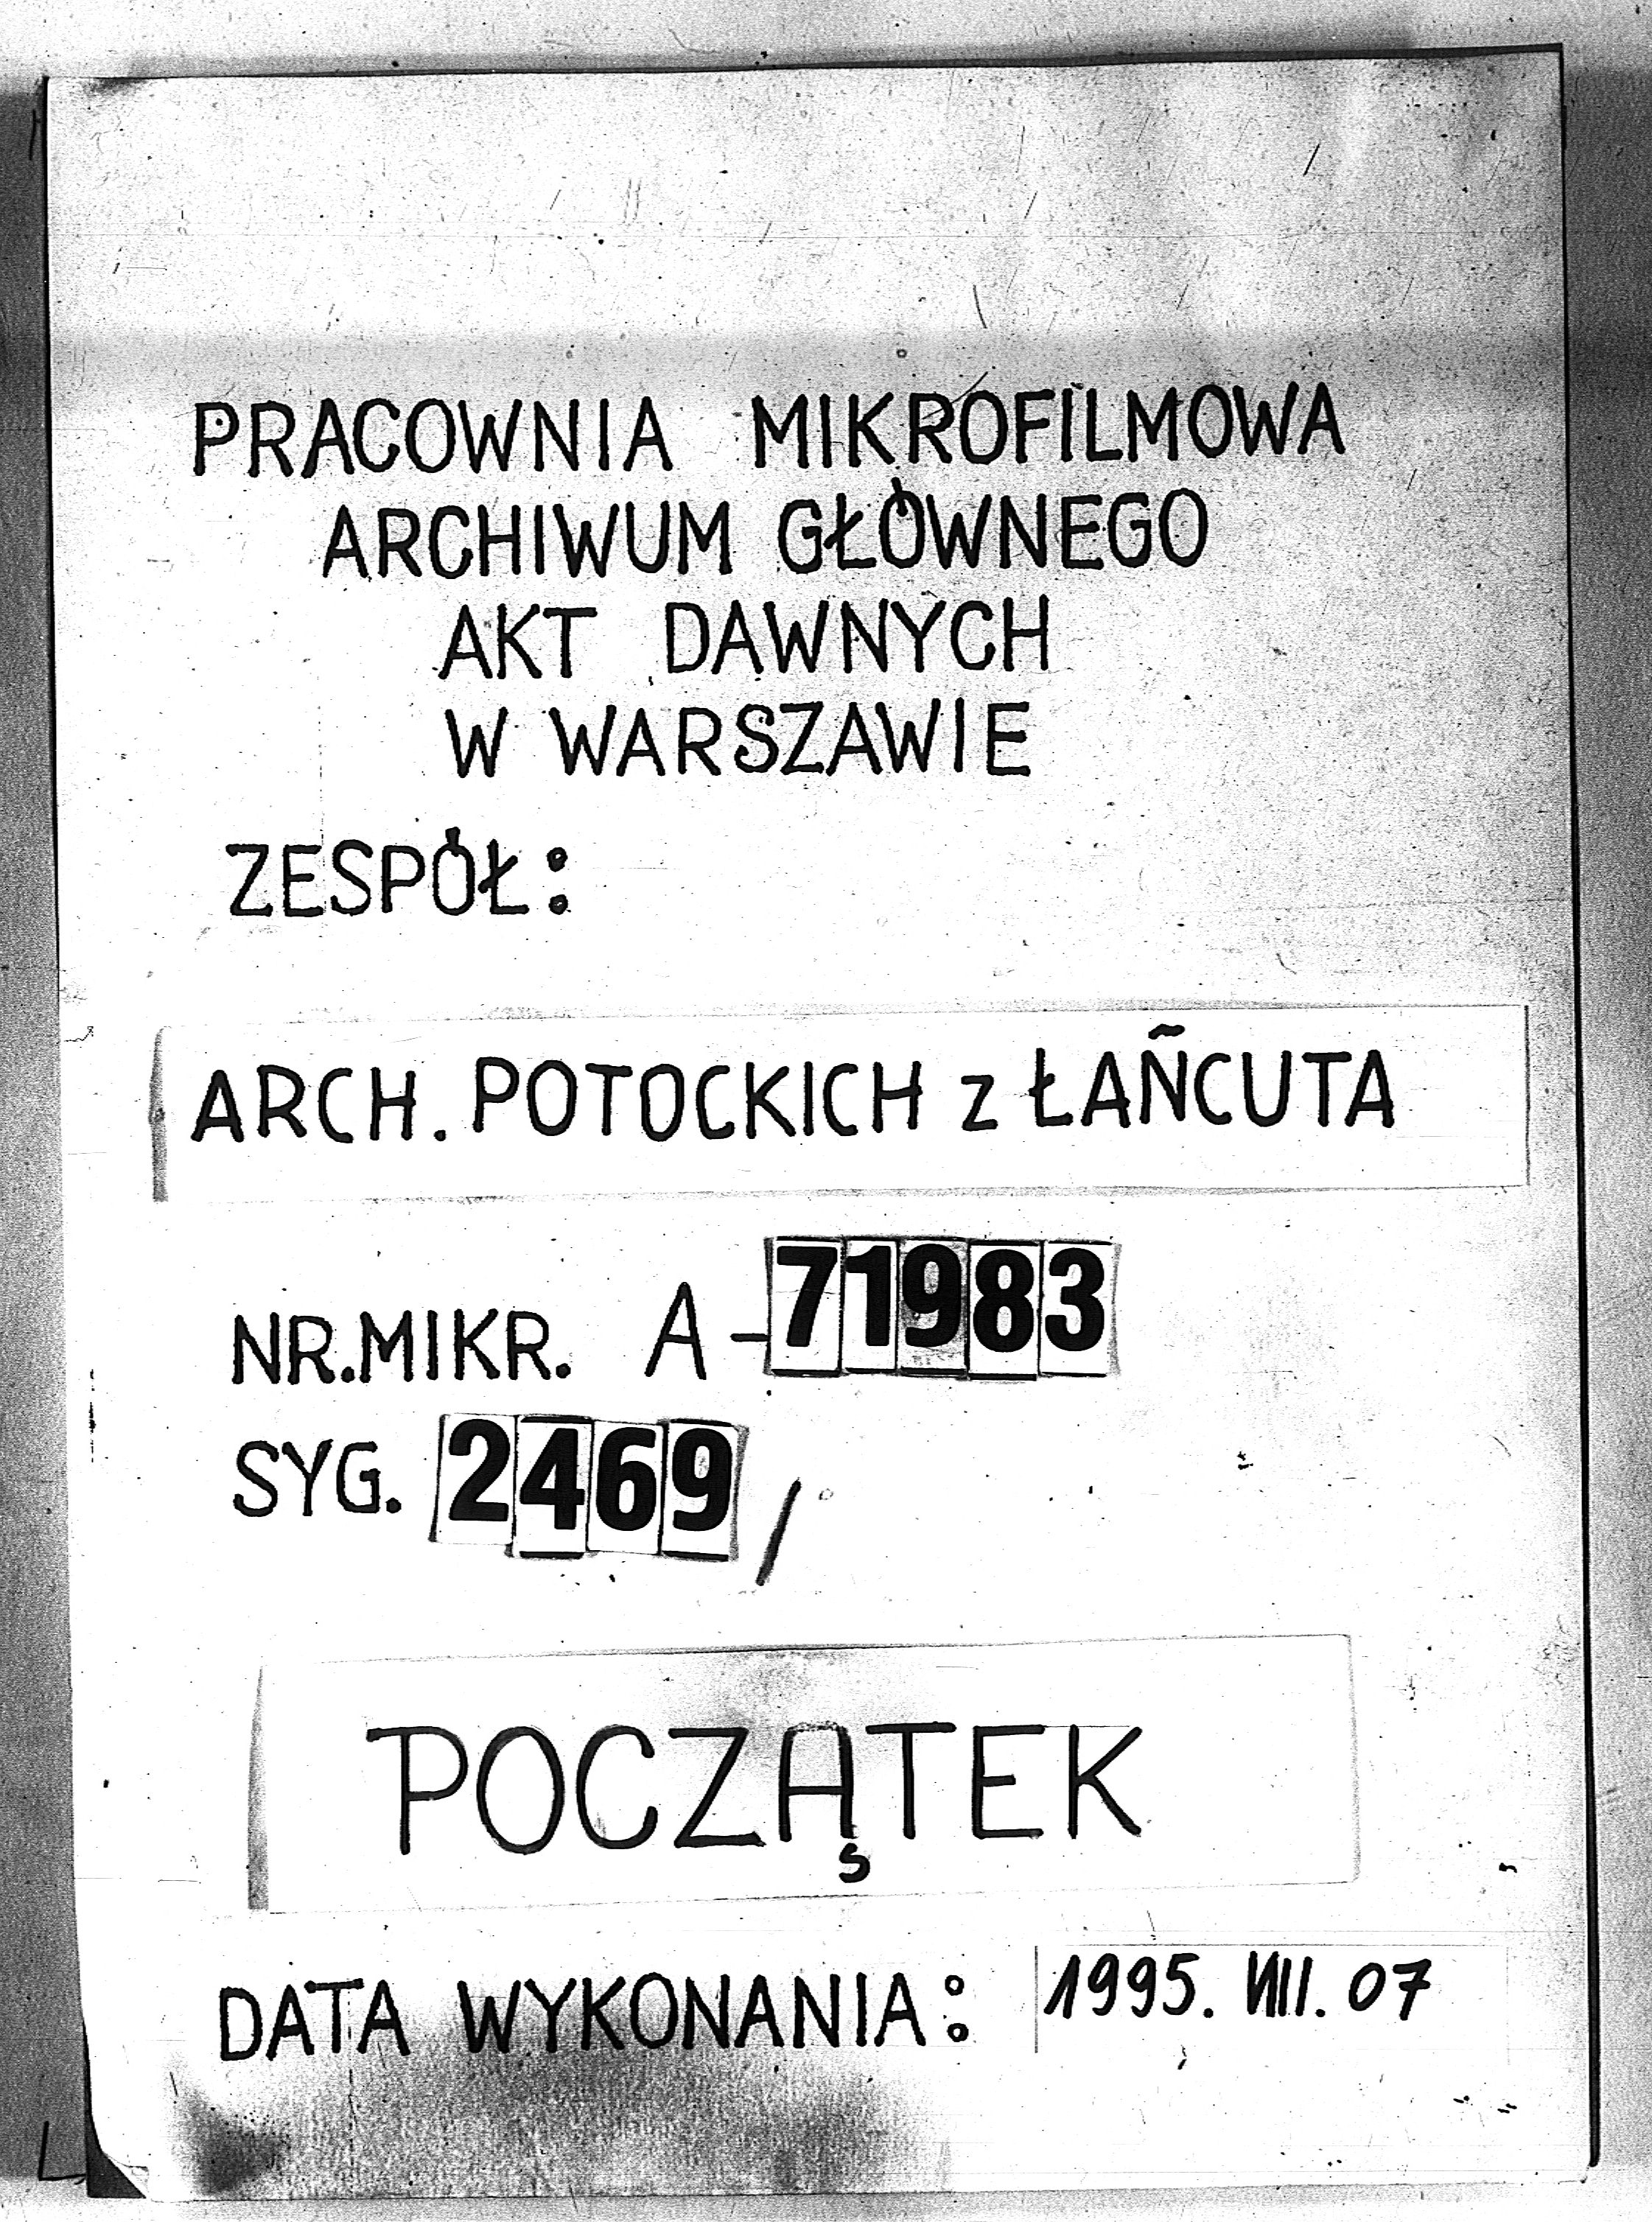 PRACOWNIA MIKROFILMOWA
ARCHIWUM GŁÓWNEGO
AKT DAWNYCH
W WARSZAWIE
ZESPÓŁ:
ARCH. POTOCKICH z ŁAŃCUTA
NR.MIKR. A-71983
SYG. 2469/
POCZĄTEK
DATA WYKONANIA: 1995. VIII. 07